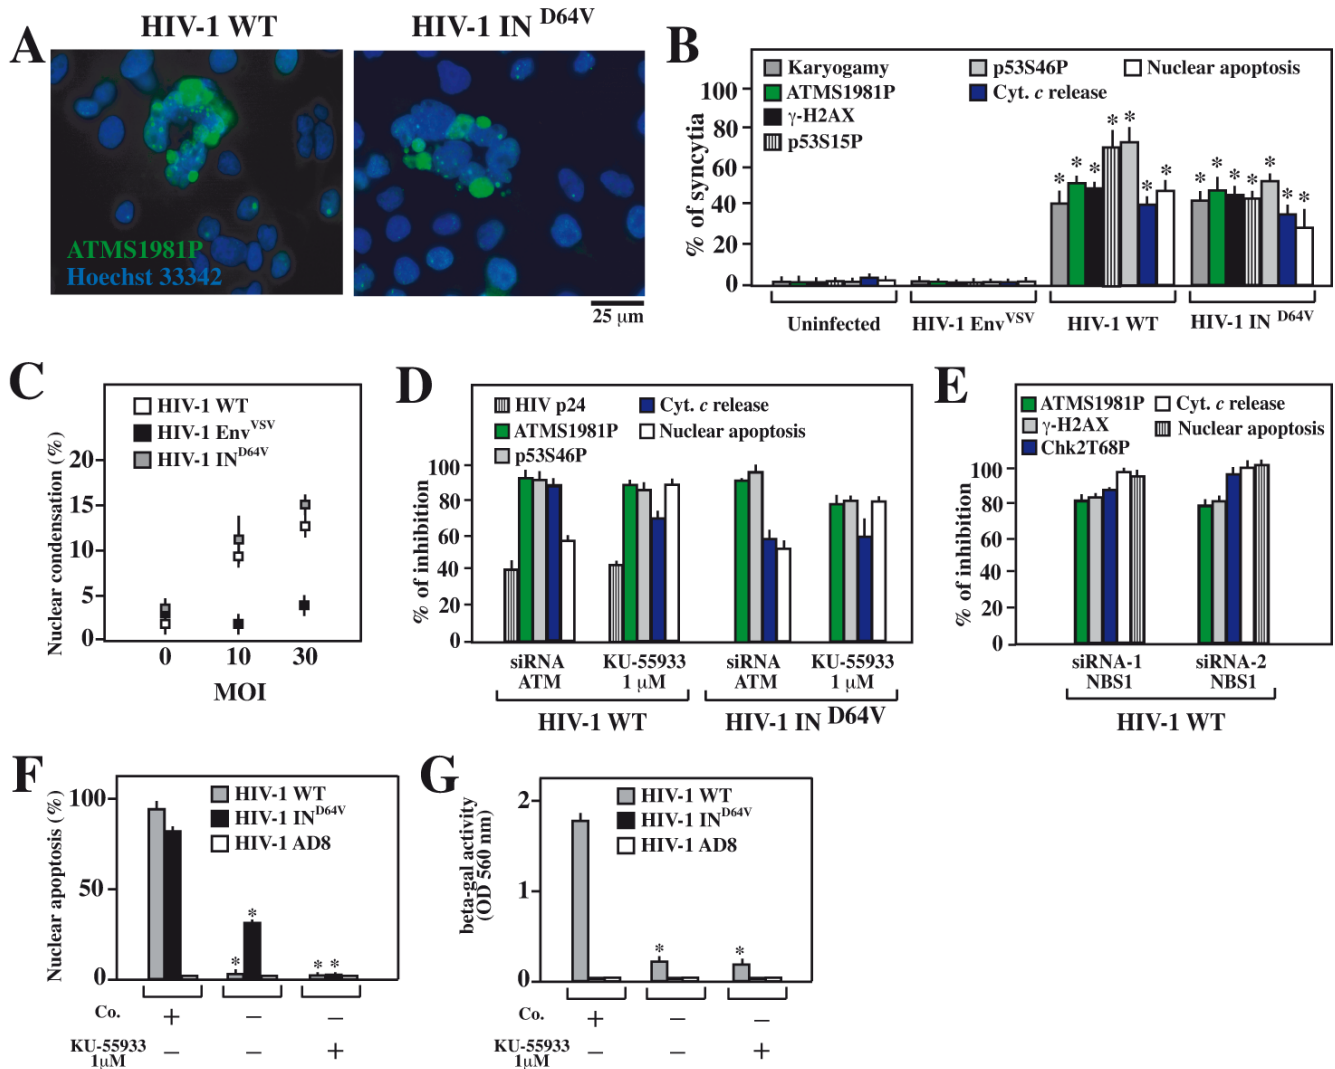 A
HIV-1 WT
HIV-1 IN D64V
ATMS1981P
Hoechst 33342
25 µm
B
Karyogamy
ATMS1981P
γ-H2AX
p53S15P
p53S46P
Cyt. c release
Nuclear apoptosis
% of syncytia
100
80
60
40
20
0
* * * * * * *
* * * * * * *
Uninfected
HIV-1 EnvVSV
HIV-1 WT
HIV-1 IN D64V
C
HIV-1 WT
HIV-1 EnvVSV
HIV-1 IND64V
Nuclear condensation (%)
20
15
10
5
0
0 10 30
MOI
D
HIV p24
ATMS1981P
p53S46P
Cyt. c release
Nuclear apoptosis
% of inhibition
100
80
60
40
20
0
siRNA KU-55933 siRNA KU-55933
ATM 1 µM ATM 1 µM
HIV-1 WT
HIV-1 IN D64V
E
ATMS1981P
γ-H2AX
Chk2T68P
Cyt. c release
Nuclear apoptosis
% of inhibition
100
80
60
40
20
0
siRNA-1 siRNA-2
NBS1 NBS1
HIV-1 WT
F
HIV-1 WT
HIV-1 IND64V
HIV-1 AD8
Nuclear apoptosis (%)
100
50
0
* * * *
Co. + − −
KU-55933 − − +
1µM
G
HIV-1 WT
HIV-1 IND64V
HIV-1 AD8
beta-gal activity
(OD 560 nm)
2
1
0
* *
Co. + − −
KU-55933 − − +
1µM